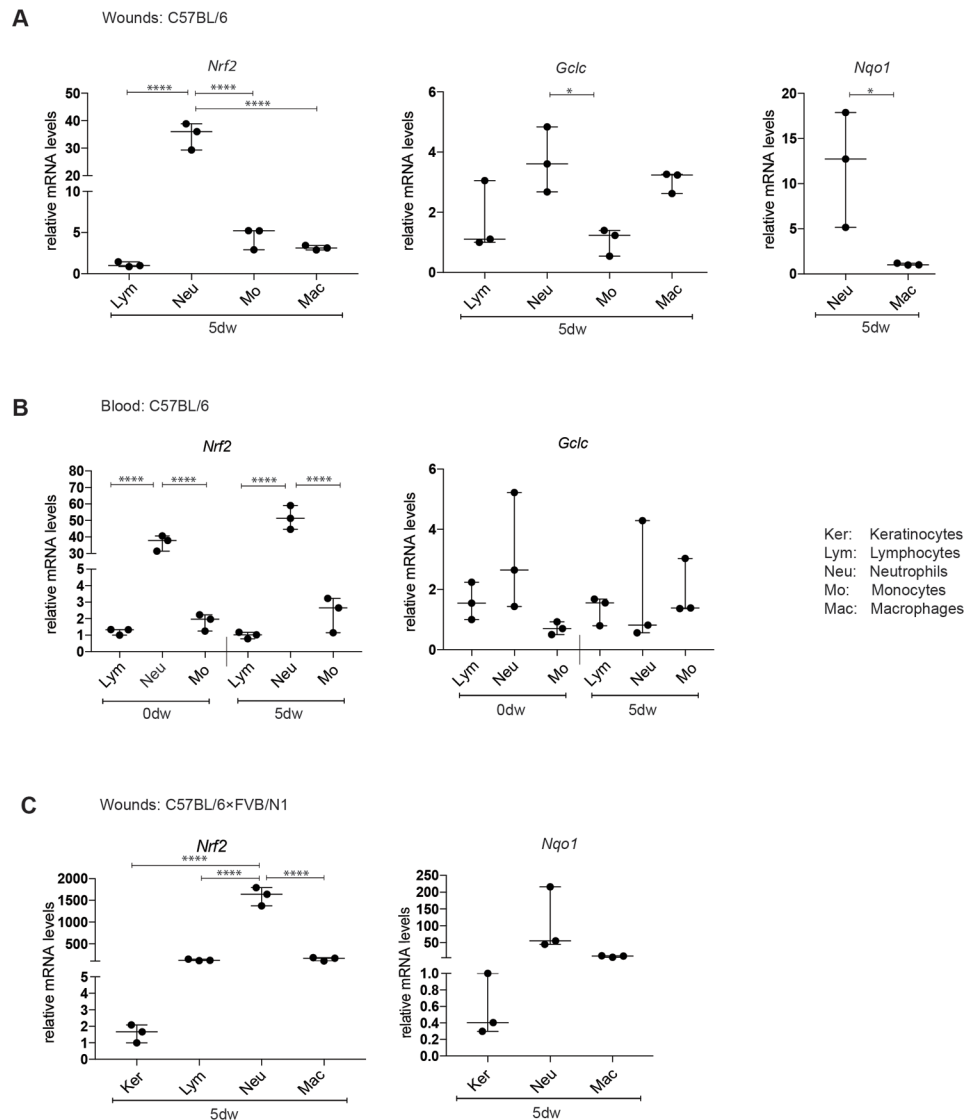 A
Wounds: C57BL/6
Nrf2
**** ****
****
relative mRNA levels
50
40
30
20
10
5
0
Lym Neu Mo Mac
5dw
Gclc
*
relative mRNA levels
6
4
2
0
Lym Neu Mo Mac
5dw
Nqo1
*
relative mRNA levels
20
15
10
5
0
Neu Mac
5dw
B
Blood: C57BL/6
Nrf2
**** **** **** ****
relative mRNA levels
80
70
60
50
40
30
5
4
3
2
1
0
Lym Neu Mo Lym Neu Mo
0dw 5dw
Gclc
relative mRNA levels
6
4
2
0
Lym Neu Mo Lym Neu Mo
0dw 5dw
Ker: Keratinocytes
Lym: Lymphocytes
Neu: Neutrophils
Mo: Monocytes
Mac: Macrophages
C
Wounds: C57BL/6×FVB/N1
Nrf2
****
**** ****
relative mRNA levels
2000
1500
1000
500
5
4
3
2
1
0
Ker Lym Neu Mac
5dw
Nqo1
relative mRNA levels
250
200
150
100
50
1.0
0.8
0.6
0.4
0.2
0.0
Ker Neu Mac
5dw